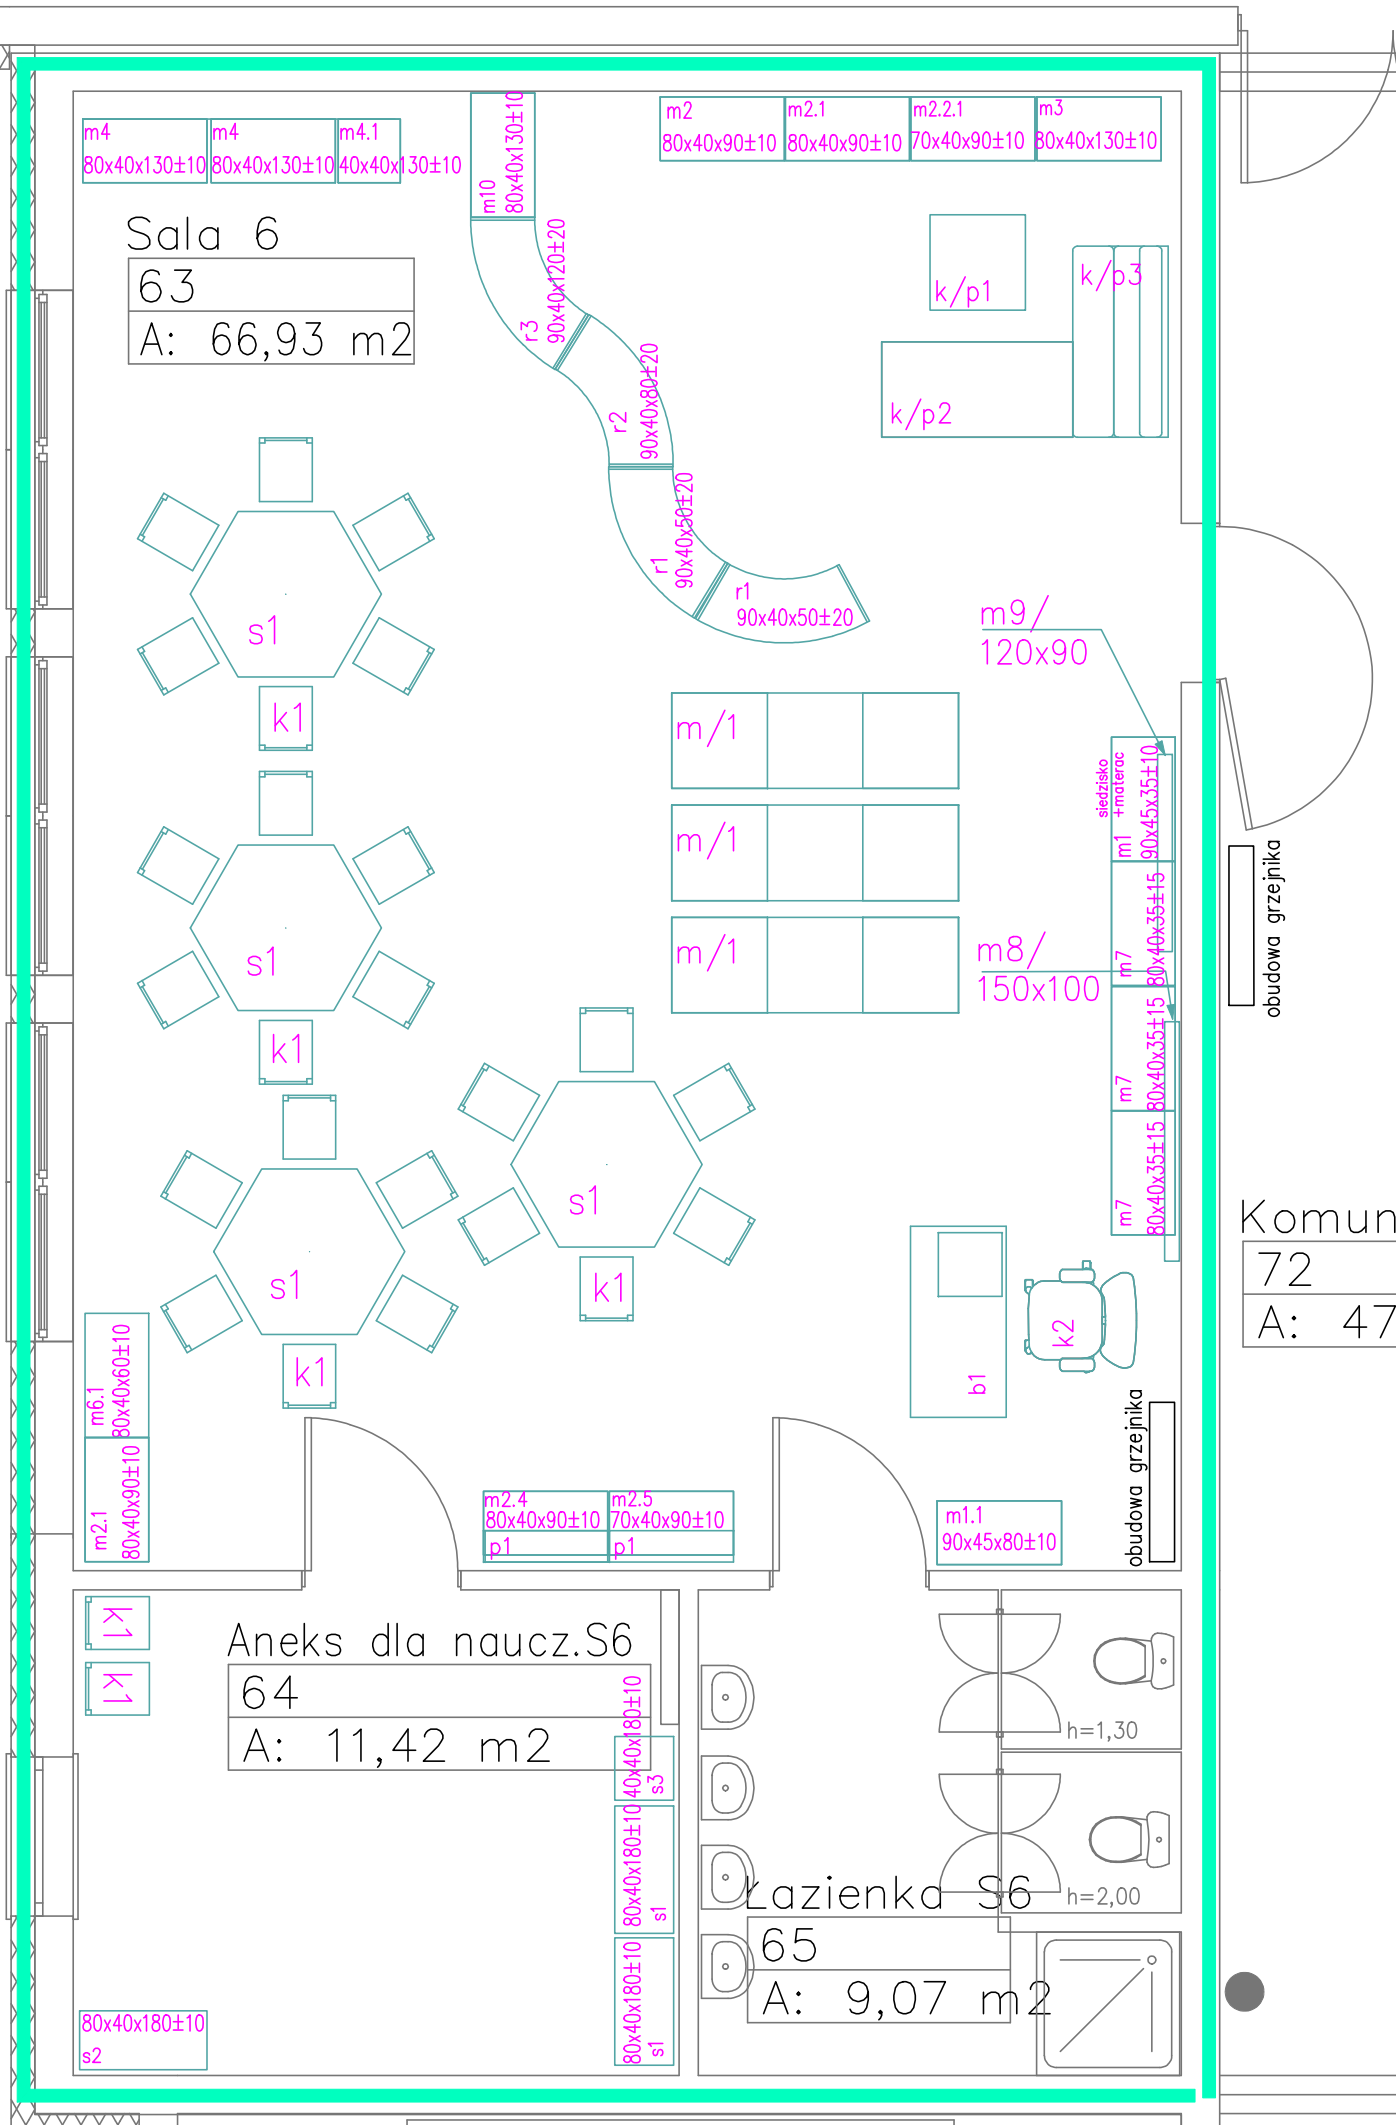 m4
80x40x130±10
m4
80x40x130±10
m4.1
40x40x130±10
m10
80x40x130±10
m2
80x40x90±10
m2.1
80x40x90±10
m2.2.1
70x40x90±10
m3
80x40x130±10
Sala 6
63
A: 66,93 m2
r3
90x40x120±20
r2
90x40x80±20
r1
90x40x50±20
r1
90x40x50±20
k/p1
k/p3
k/p2
s1
k1
m9/
120x90
m/1
m/1
m/1
siedzisko
+materac
m1
90x45x35±10
m7
80x40x35±15
m8/
150x100
m7
80x40x35±15
m7
80x40x35±15
obudowa grzejnika
s1
k1
s1
k1
s1
k1
Komun
72
A: 47
k2
b1
obudowa grzejnika
m6.1
80x40x60±10
m2.1
80x40x90±10
m2.4
80x40x90±10
p1
m2.5
70x40x90±10
p1
m1.1
90x45x80±10
k1
k1
Aneks dla naucz.S6
64
A: 11,42 m2
40x40x180±10
s3
80x40x180±10
s1
80x40x180±10
s1
80x40x180±10
s2
h=1,30
h=2,00
Łazienka S6
65
A: 9,07 m2